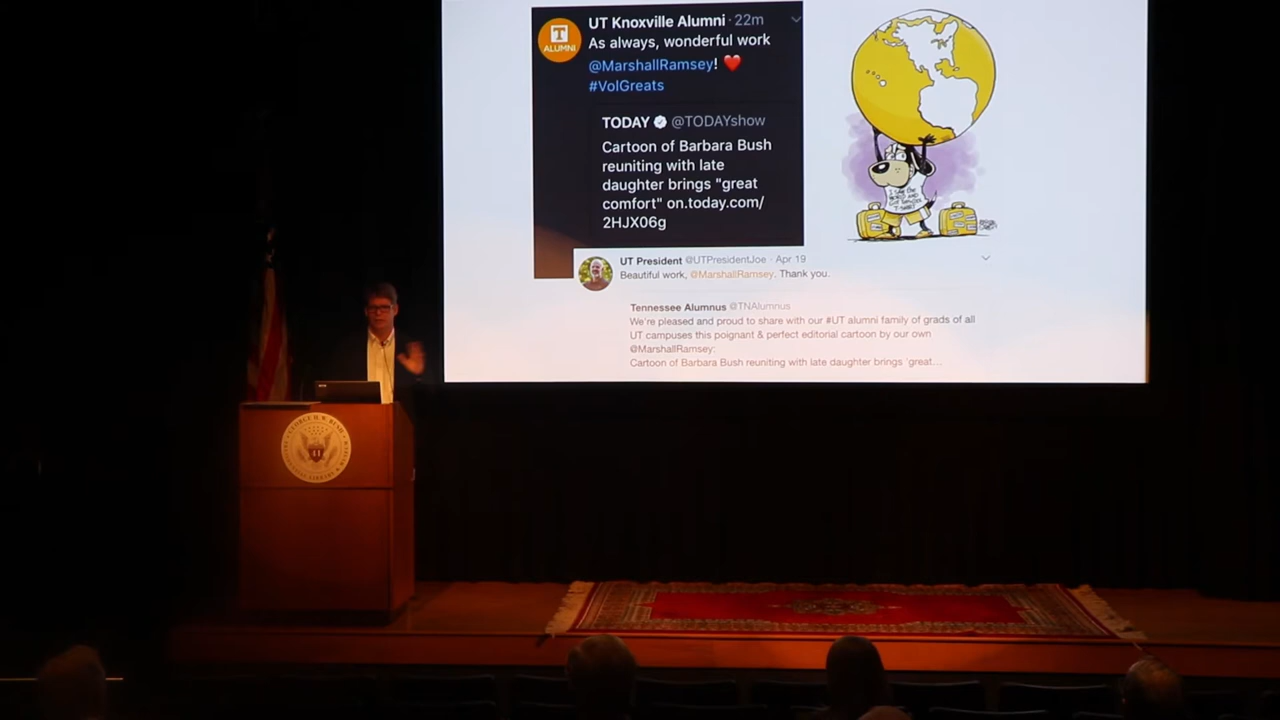 UT Knoxville Alumni · 22m
As always, wonderful work
@MarshallRamsey! ❤️
#VolGreats
T
ALUMNI
TODAY @TODAYshow
Cartoon of Barbara Bush
reuniting with late
daughter brings "great
comfort" on.today.com/
2HJX06g
UT President @UTPresidentJoe · Apr 19
Beautiful work, @MarshallRamsey. Thank you.
Tennessee Alumnus @TNAlumnus
We're pleased and proud to share with our #UT alumni family of grads of all
UT campuses this poignant & perfect editorial cartoon by our own
@MarshallRamsey:
Cartoon of Barbara Bush reuniting with late daughter brings 'great...
GEORGE H.W. BUSH
41